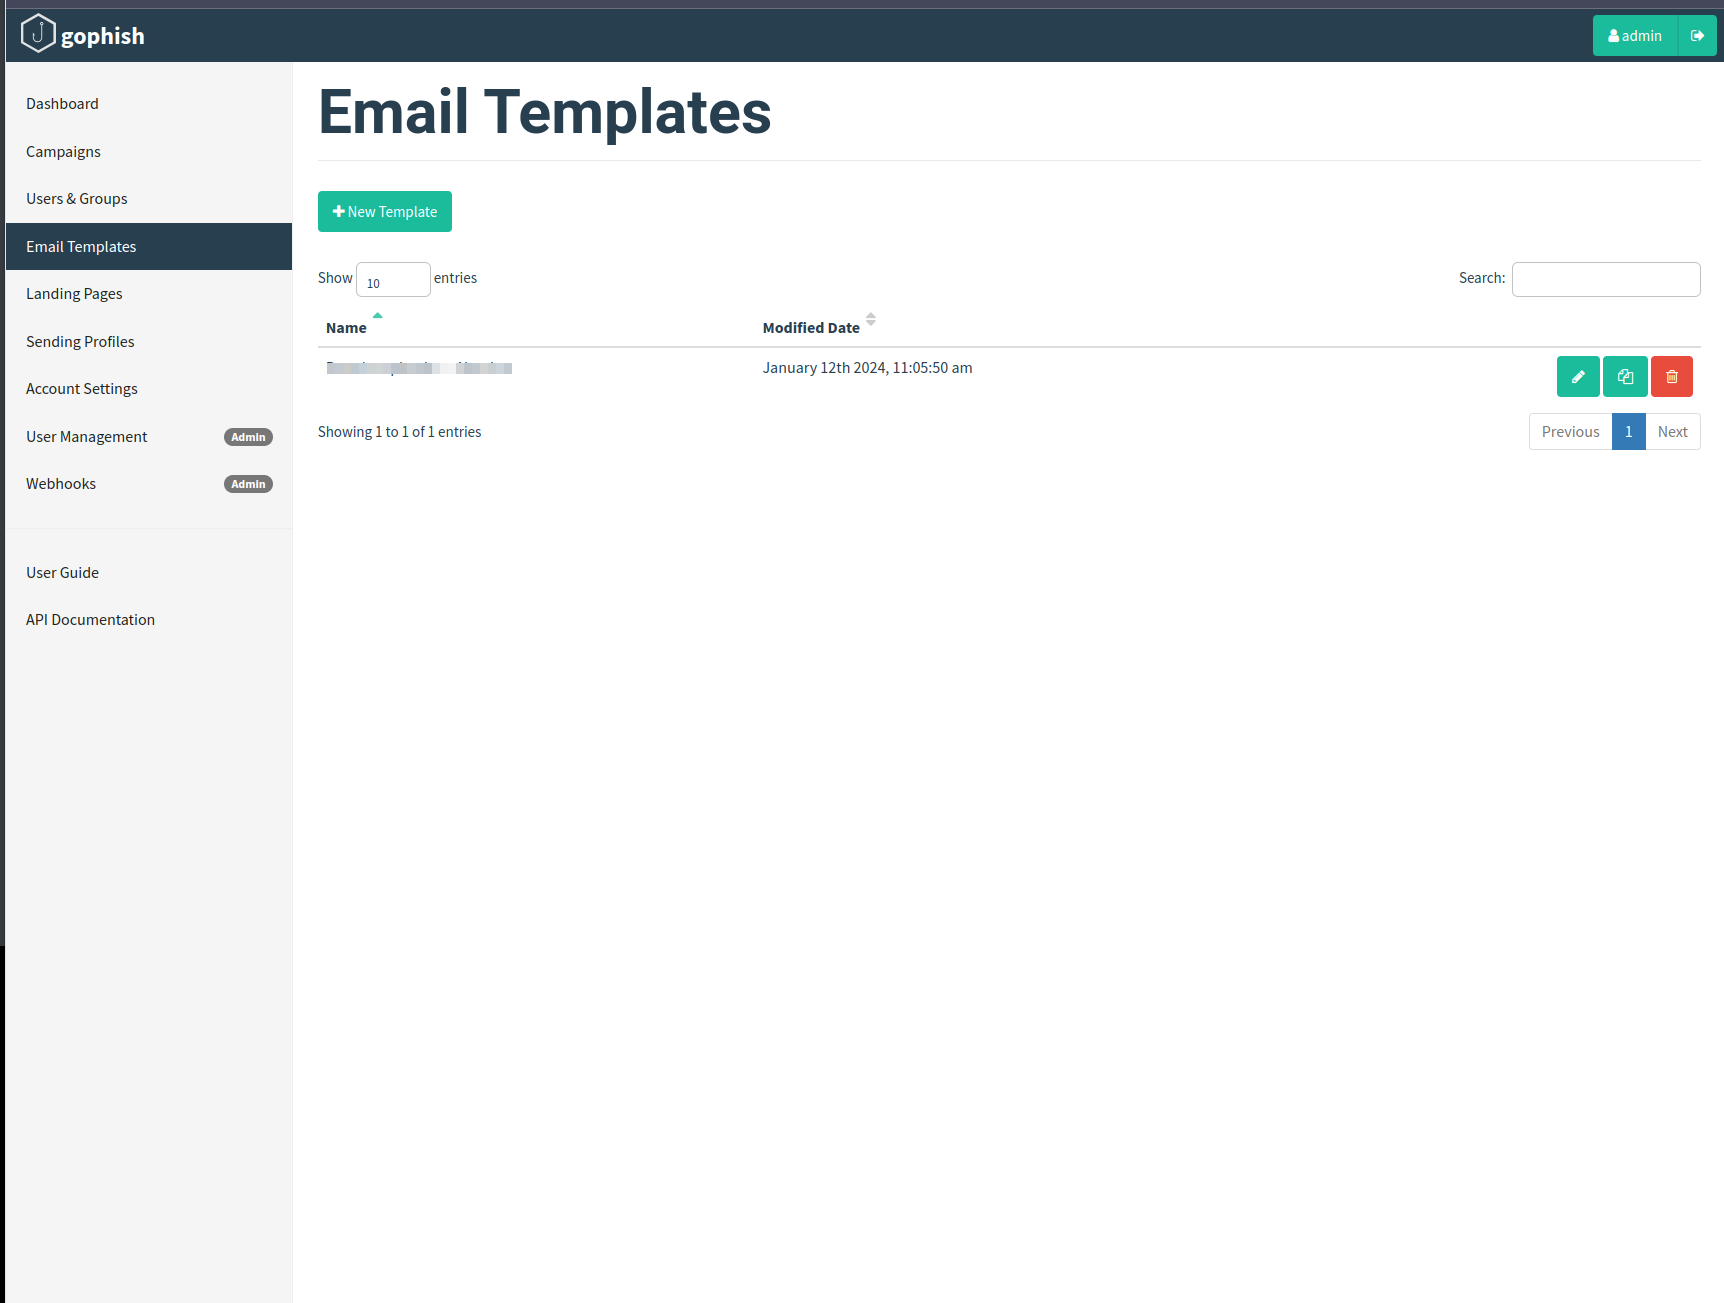 gophish
admin
Dashboard
Campaigns
Users & Groups
Email Templates
Landing Pages
Sending Profiles
Account Settings
User Management Admin
Webhooks Admin
User Guide
API Documentation
Email Templates
New Template
Show 10 entries
Search:
Name Modified Date
January 12th 2024, 11:05:50 am
Showing 1 to 1 of 1 entries
Previous 1 Next